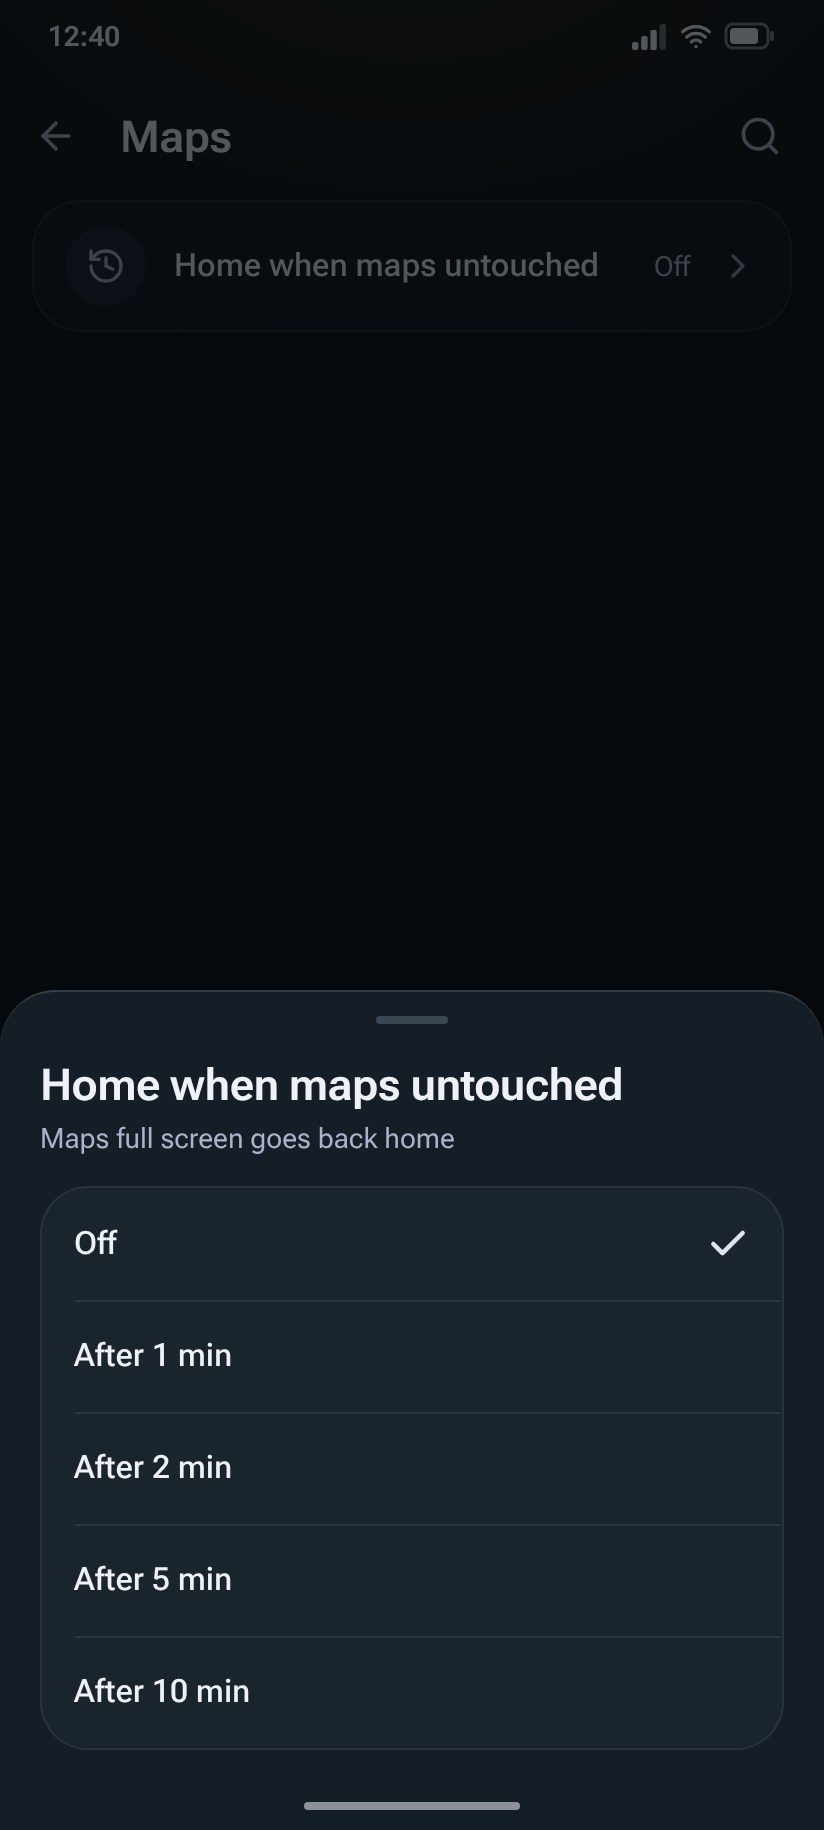 12:40
Maps
Home when maps untouched Off
Home when maps untouched
Maps full screen goes back home
Off
After 1 min
After 2 min
After 5 min
After 10 min